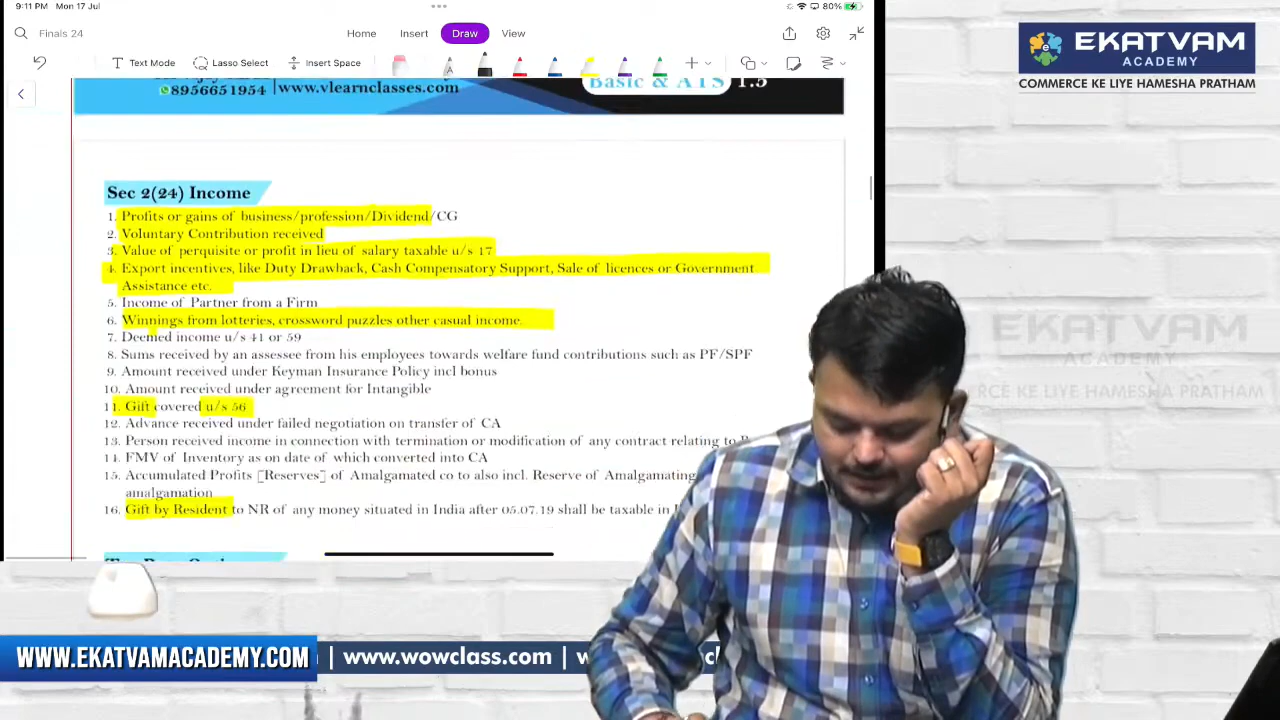 9:11 PM Mon 17 Jul
80%
Finals 24
Home Insert Draw View
Text Mode Lasso Select Insert Space
8956651954 |www.vlearnclasses.com
Basic & ATS 1.5
Sec 2(24) Income
1. Profits or gains of business/profession/Dividend/CG
2. Voluntary Contribution received
3. Value of perquisite or profit in lieu of salary taxable u/s 17
4. Export incentives, like Duty Drawback, Cash Compensatory Support, Sale of licences or Government
Assistance etc.
5. Income of Partner from a Firm
6. Winnings from lotteries, crossword puzzles other casual income.
7. Deemed income u/s 41 or 59
8. Sums received by an assessee from his employees towards welfare fund contributions such as PF/SPF
9. Amount received under Keyman Insurance Policy incl bonus
10. Amount received under agreement for Intangible
11. Gift covered u/s 56
12. Advance received under failed negotiation on transfer of CA
13. Person received income in connection with termination or modification of any contract relating to
14. FMV of Inventory as on date of which converted into CA
15. Accumulated Profits [Reserves] of Amalgamated co to also incl. Reserve of Amalgamating
amalgamation
16. Gift by Resident to NR of any money situated in India after 05.07.19 shall be taxable in
EKATVAM
ACADEMY
COMMERCE KE LIYE HAMESHA PRATHAM
EKATVAM
ACADEMY
RCE KE LIYE HAMESHA PRATHAM
WWW.EKATVAMACADEMY.COM
| www.wowclass.com |